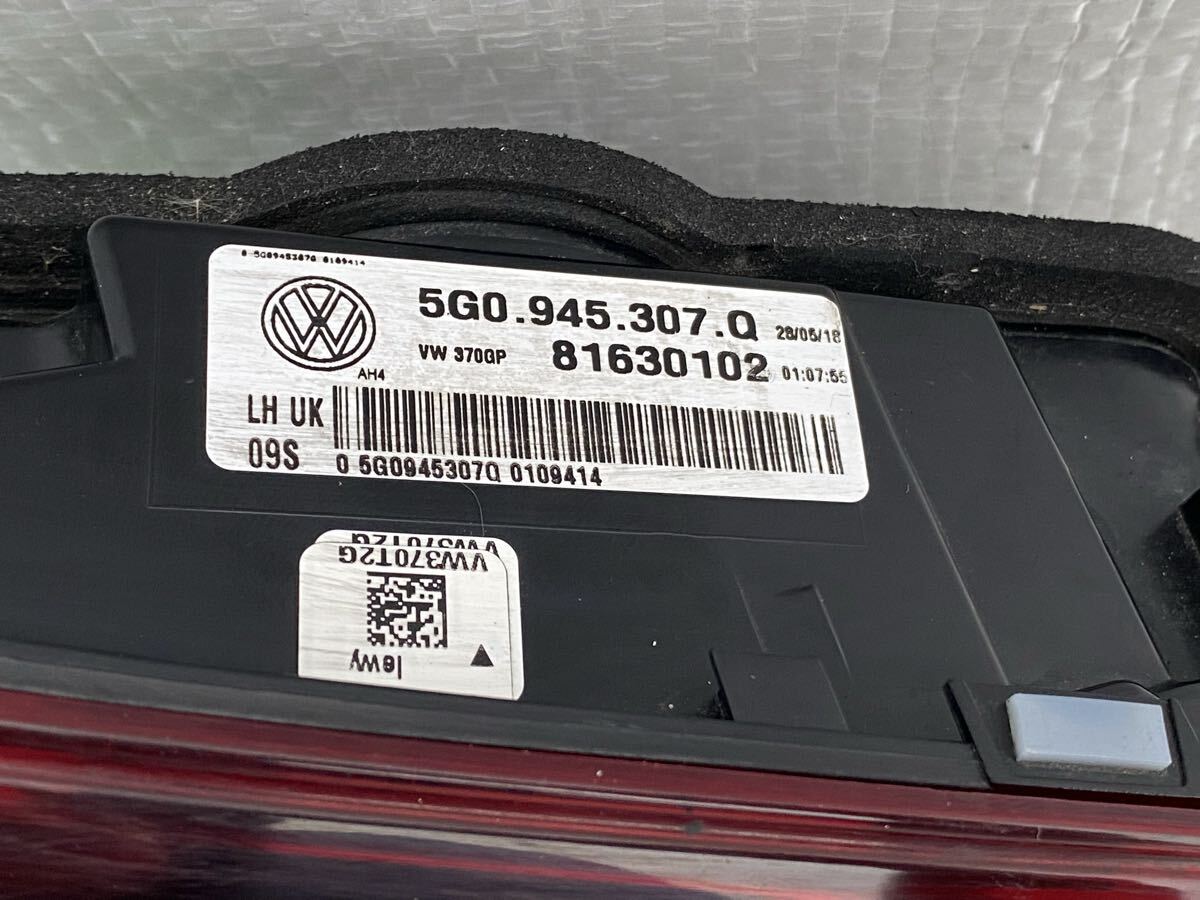 0 5G0945307Q 0109414
5G0.945.307.Q 28/05/18
VW 370GP 81630102 01:07:55
AH4
LH UK
09S
0 5G0945307Q 0109414
VW370T2G
VW370T2G
lewy